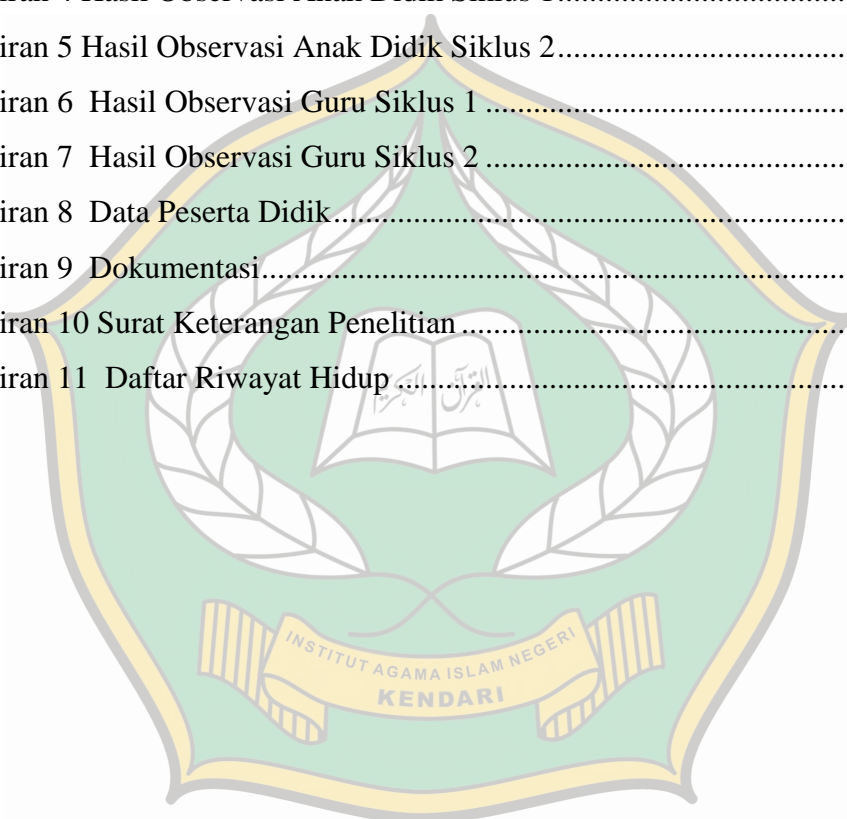 iran 5 Hasil Observasi Anak Didik Siklus 2.....................................
iran 6  Hasil Observasi Guru Siklus 1 ..............................................
iran 7  Hasil Observasi Guru Siklus 2 ..............................................
iran 8  Data Peserta Didik.................................................................
iran 9  Dokumentasi..........................................................................
iran 10 Surat Keterangan Penelitian .................................................
iran 11  Daftar Riwayat Hidup .........................................................
القرآن الكريم
INSTITUT AGAMA ISLAM NEGERI
KENDARI